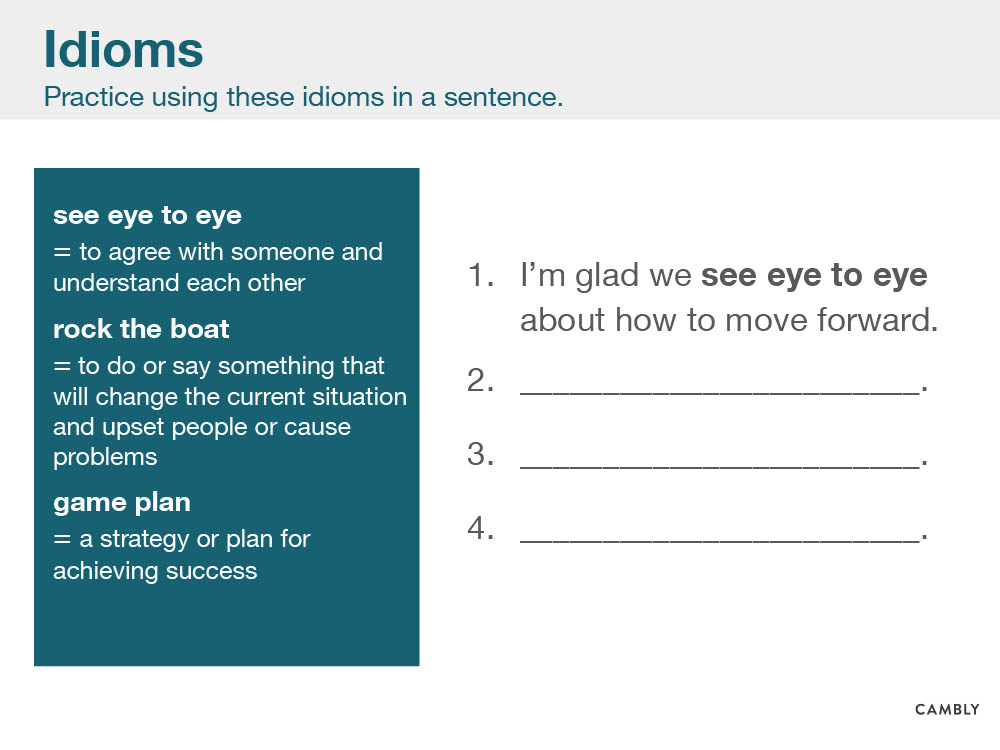 Idioms
Practice using these idioms in a sentence.
see eye to eye
= to agree with someone and
understand each other
rock the boat
= to do or say something that
will change the current situation
and upset people or cause
problems
game plan
= a strategy or plan for
achieving success
1. I’m glad we see eye to eye
about how to move forward.
2. ________________________.
3. ________________________.
4. ________________________.
CAMBLY